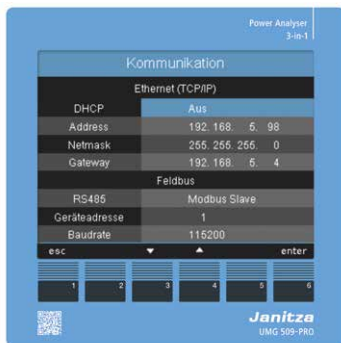 Power Analyser
3-in-1
Kommunikation
Ethernet (TCP/IP)
DHCP Aus
Address 192. 168. 5. 98
Netmask 255. 255. 255. 0
Gateway 192. 168. 5. 4
Feldbus
RS485 Modbus Slave
Geräteadresse 1
Baudrate 115200
esc ▼ ▲ enter
1 2 3 4 5 6
Janitza
UMG 509-PRO